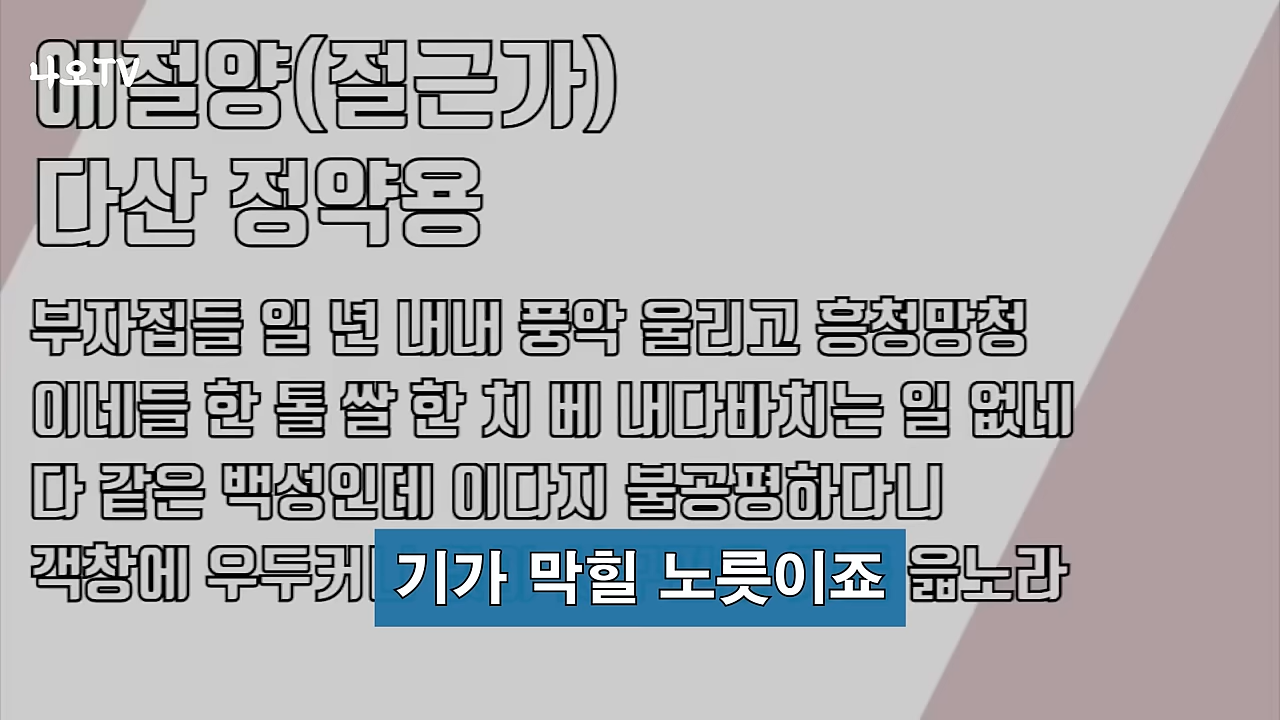 나오TV
애절양(절근가)
다산 정약용
부자집들 일 년 내내 풍악 울리고 흥청망청
이네들 한 톨 쌀 한 치 베 내다바치는 일 없네
다 같은 백성인데 이다지 불공평하다니
객창에 읊노라
기가 막힐 노릇이죠